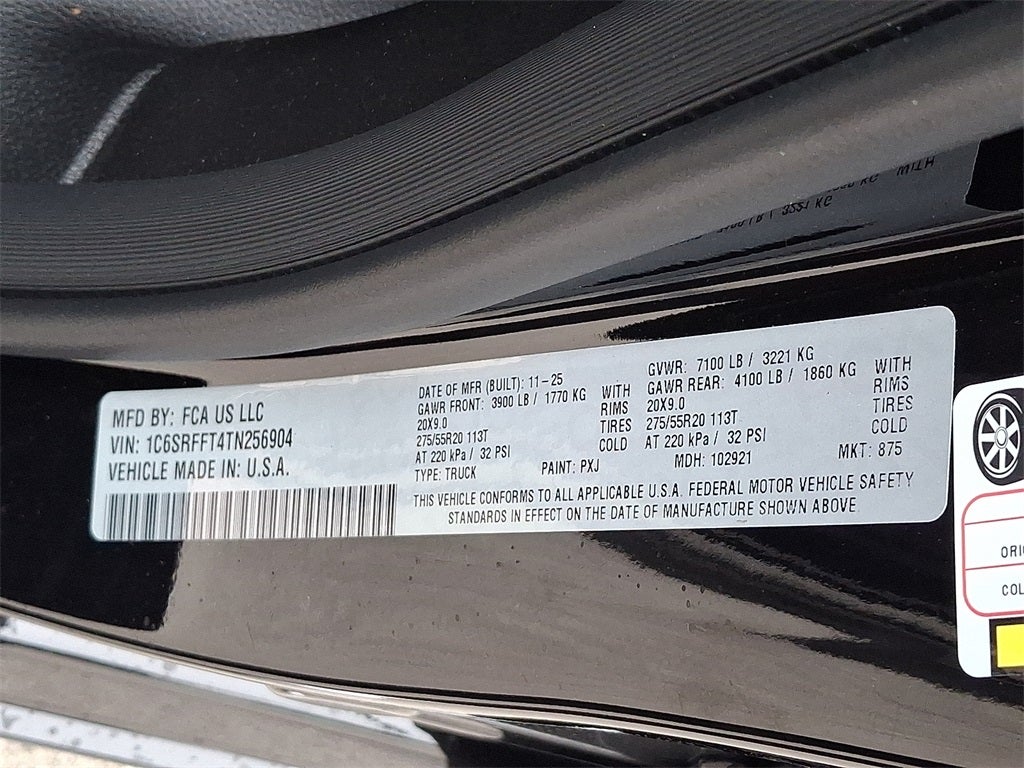 MFD BY: FCA US LLC
VIN: 1C6SRFFT4TN256904
VEHICLE MADE IN: U.S.A.
DATE OF MFR (BUILT): 11-25
GAWR FRONT: 3900 LB / 1770 KG WITH
20X9.0 RIMS
275/55R20 113T TIRES
AT 220 kPa / 32 PSI COLD
TYPE: TRUCK PAINT: PXJ
GVWR: 7100 LB / 3221 KG
GAWR REAR: 4100 LB / 1860 KG WITH
20X9.0 RIMS
275/55R20 113T TIRES
AT 220 kPa / 32 PSI COLD
MDH: 102921 MKT: 875
THIS VEHICLE CONFORMS TO ALL APPLICABLE U.S.A. FEDERAL MOTOR VEHICLE SAFETY
STANDARDS IN EFFECT ON THE DATE OF MANUFACTURE SHOWN ABOVE.